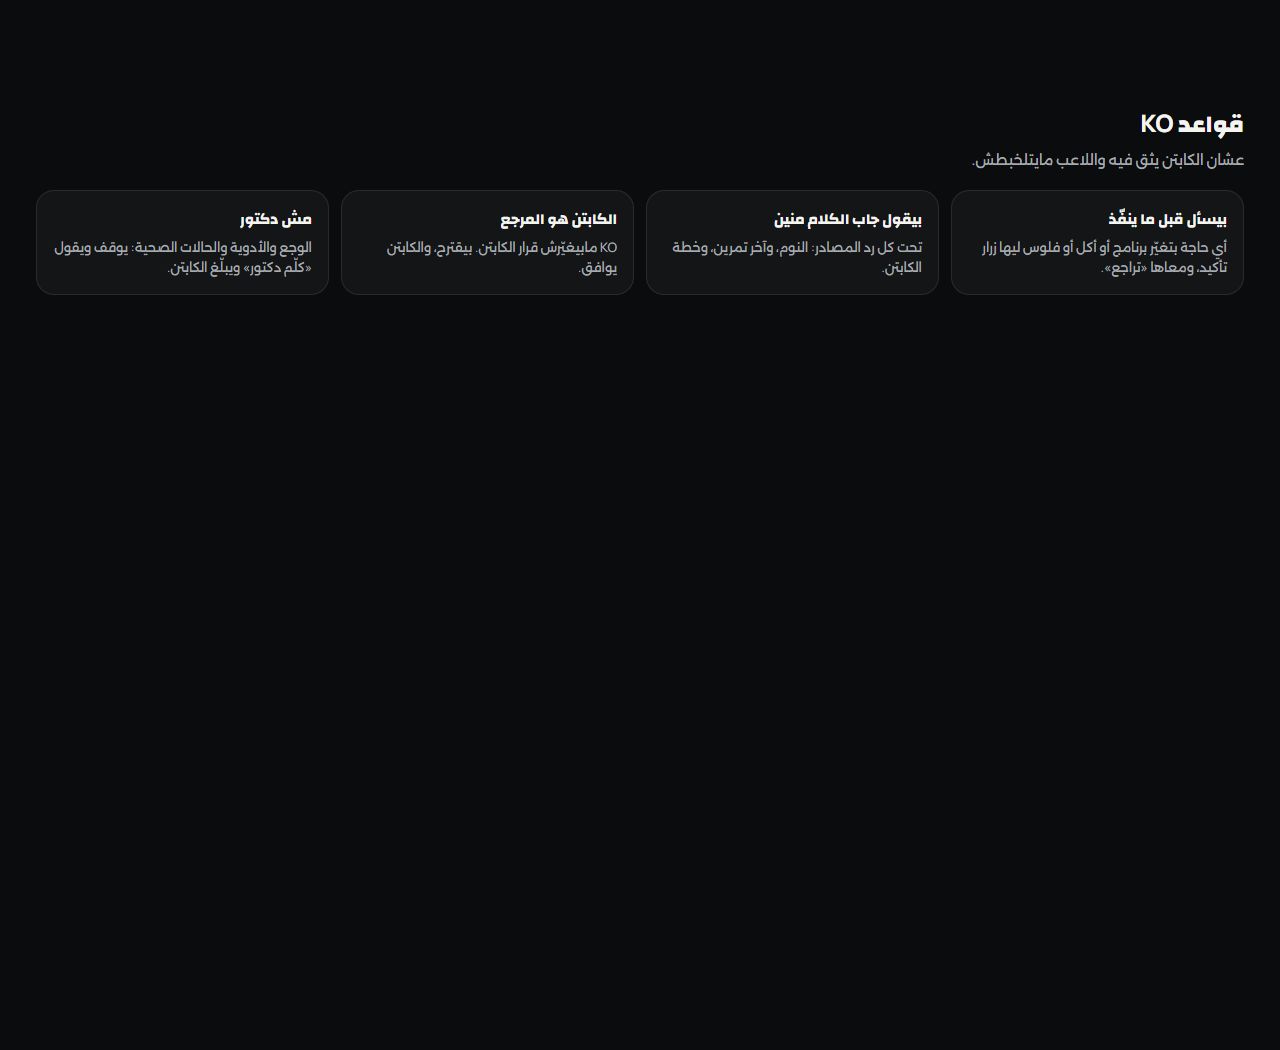 قواعد KO
عشان الكابتن يثق فيه واللاعب مايتلخبطش.
بيسأل قبل ما ينفّذ
أي حاجة بتغيّر برنامج أو أكل أو فلوس ليها زرار
تأكيد، ومعاها «تراجع».
بيقول جاب الكلام منين
تحت كل رد المصادر: النوم، وآخر تمرين، وخطة
الكابتن.
الكابتن هو المرجع
KO مابيغيّرش قرار الكابتن. بيقترح، والكابتن
يوافق.
مش دكتور
الوجع والأدوية والحالات الصحية: يوقف ويقول
«كلّم دكتور» ويبلّغ الكابتن.